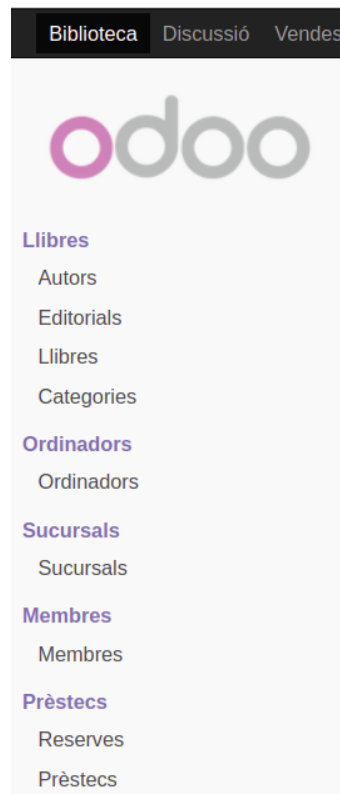 Biblioteca Discussió Vendes
odoo
Llibres
Autors
Editorials
Llibres
Categories
Ordinadors
Ordinadors
Sucursals
Sucursals
Membres
Membres
Prèstecs
Reserves
Prèstecs